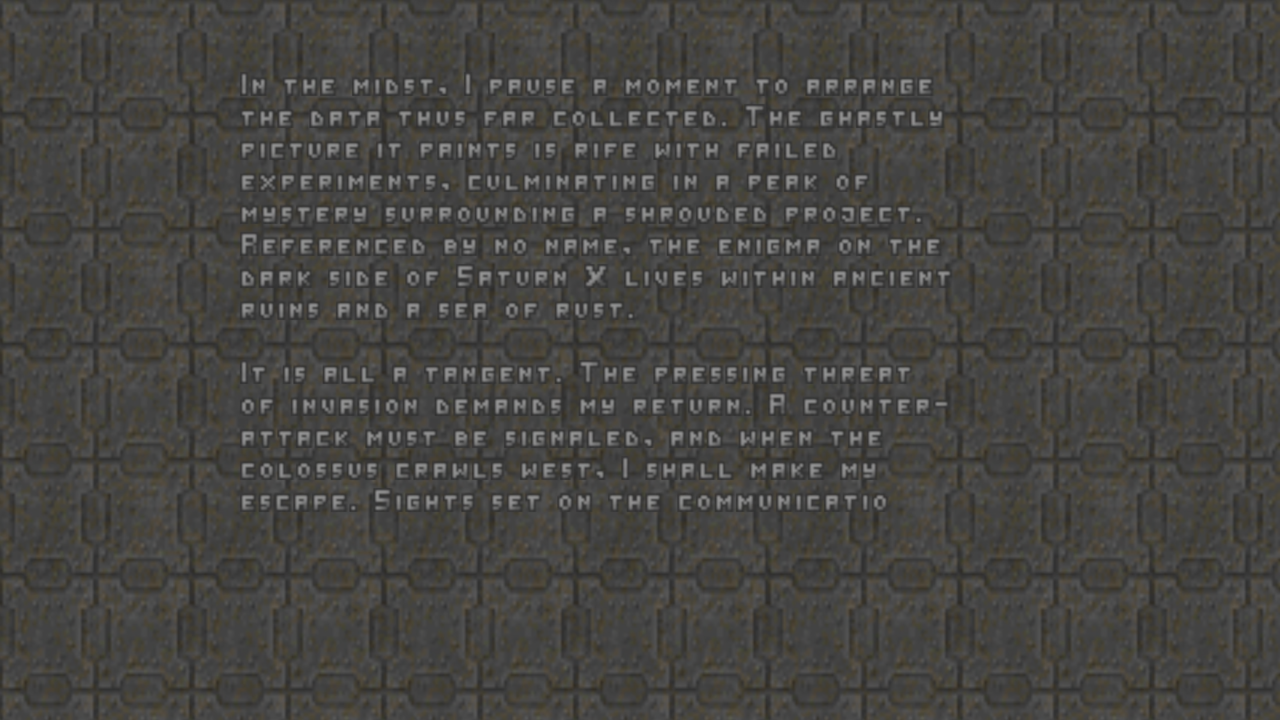 In the midst, I pause a moment to arrange
the data thus far collected. The ghastly
picture it paints is rife with failed
experiments, culminating in a peak of
mystery surrounding a shrouded project.
Referenced by no name, the enigma on the
dark side of Saturn X lives within ancient
ruins and a sea of rust.
It is all a tangent. The pressing threat
of invasion demands my return. A counter-
attack must be signaled, and when the
colossus crawls west, I shall make my
escape. Sights set on the communicatio